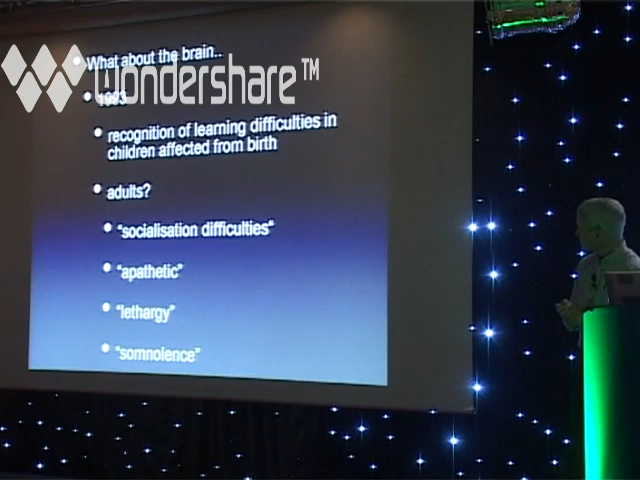 What about the brain..
Wondershare™
1993
recognition of learning difficulties in
children affected from birth
adults?
"socialisation difficulties"
"apathetic"
"lethargy"
"somnolence"